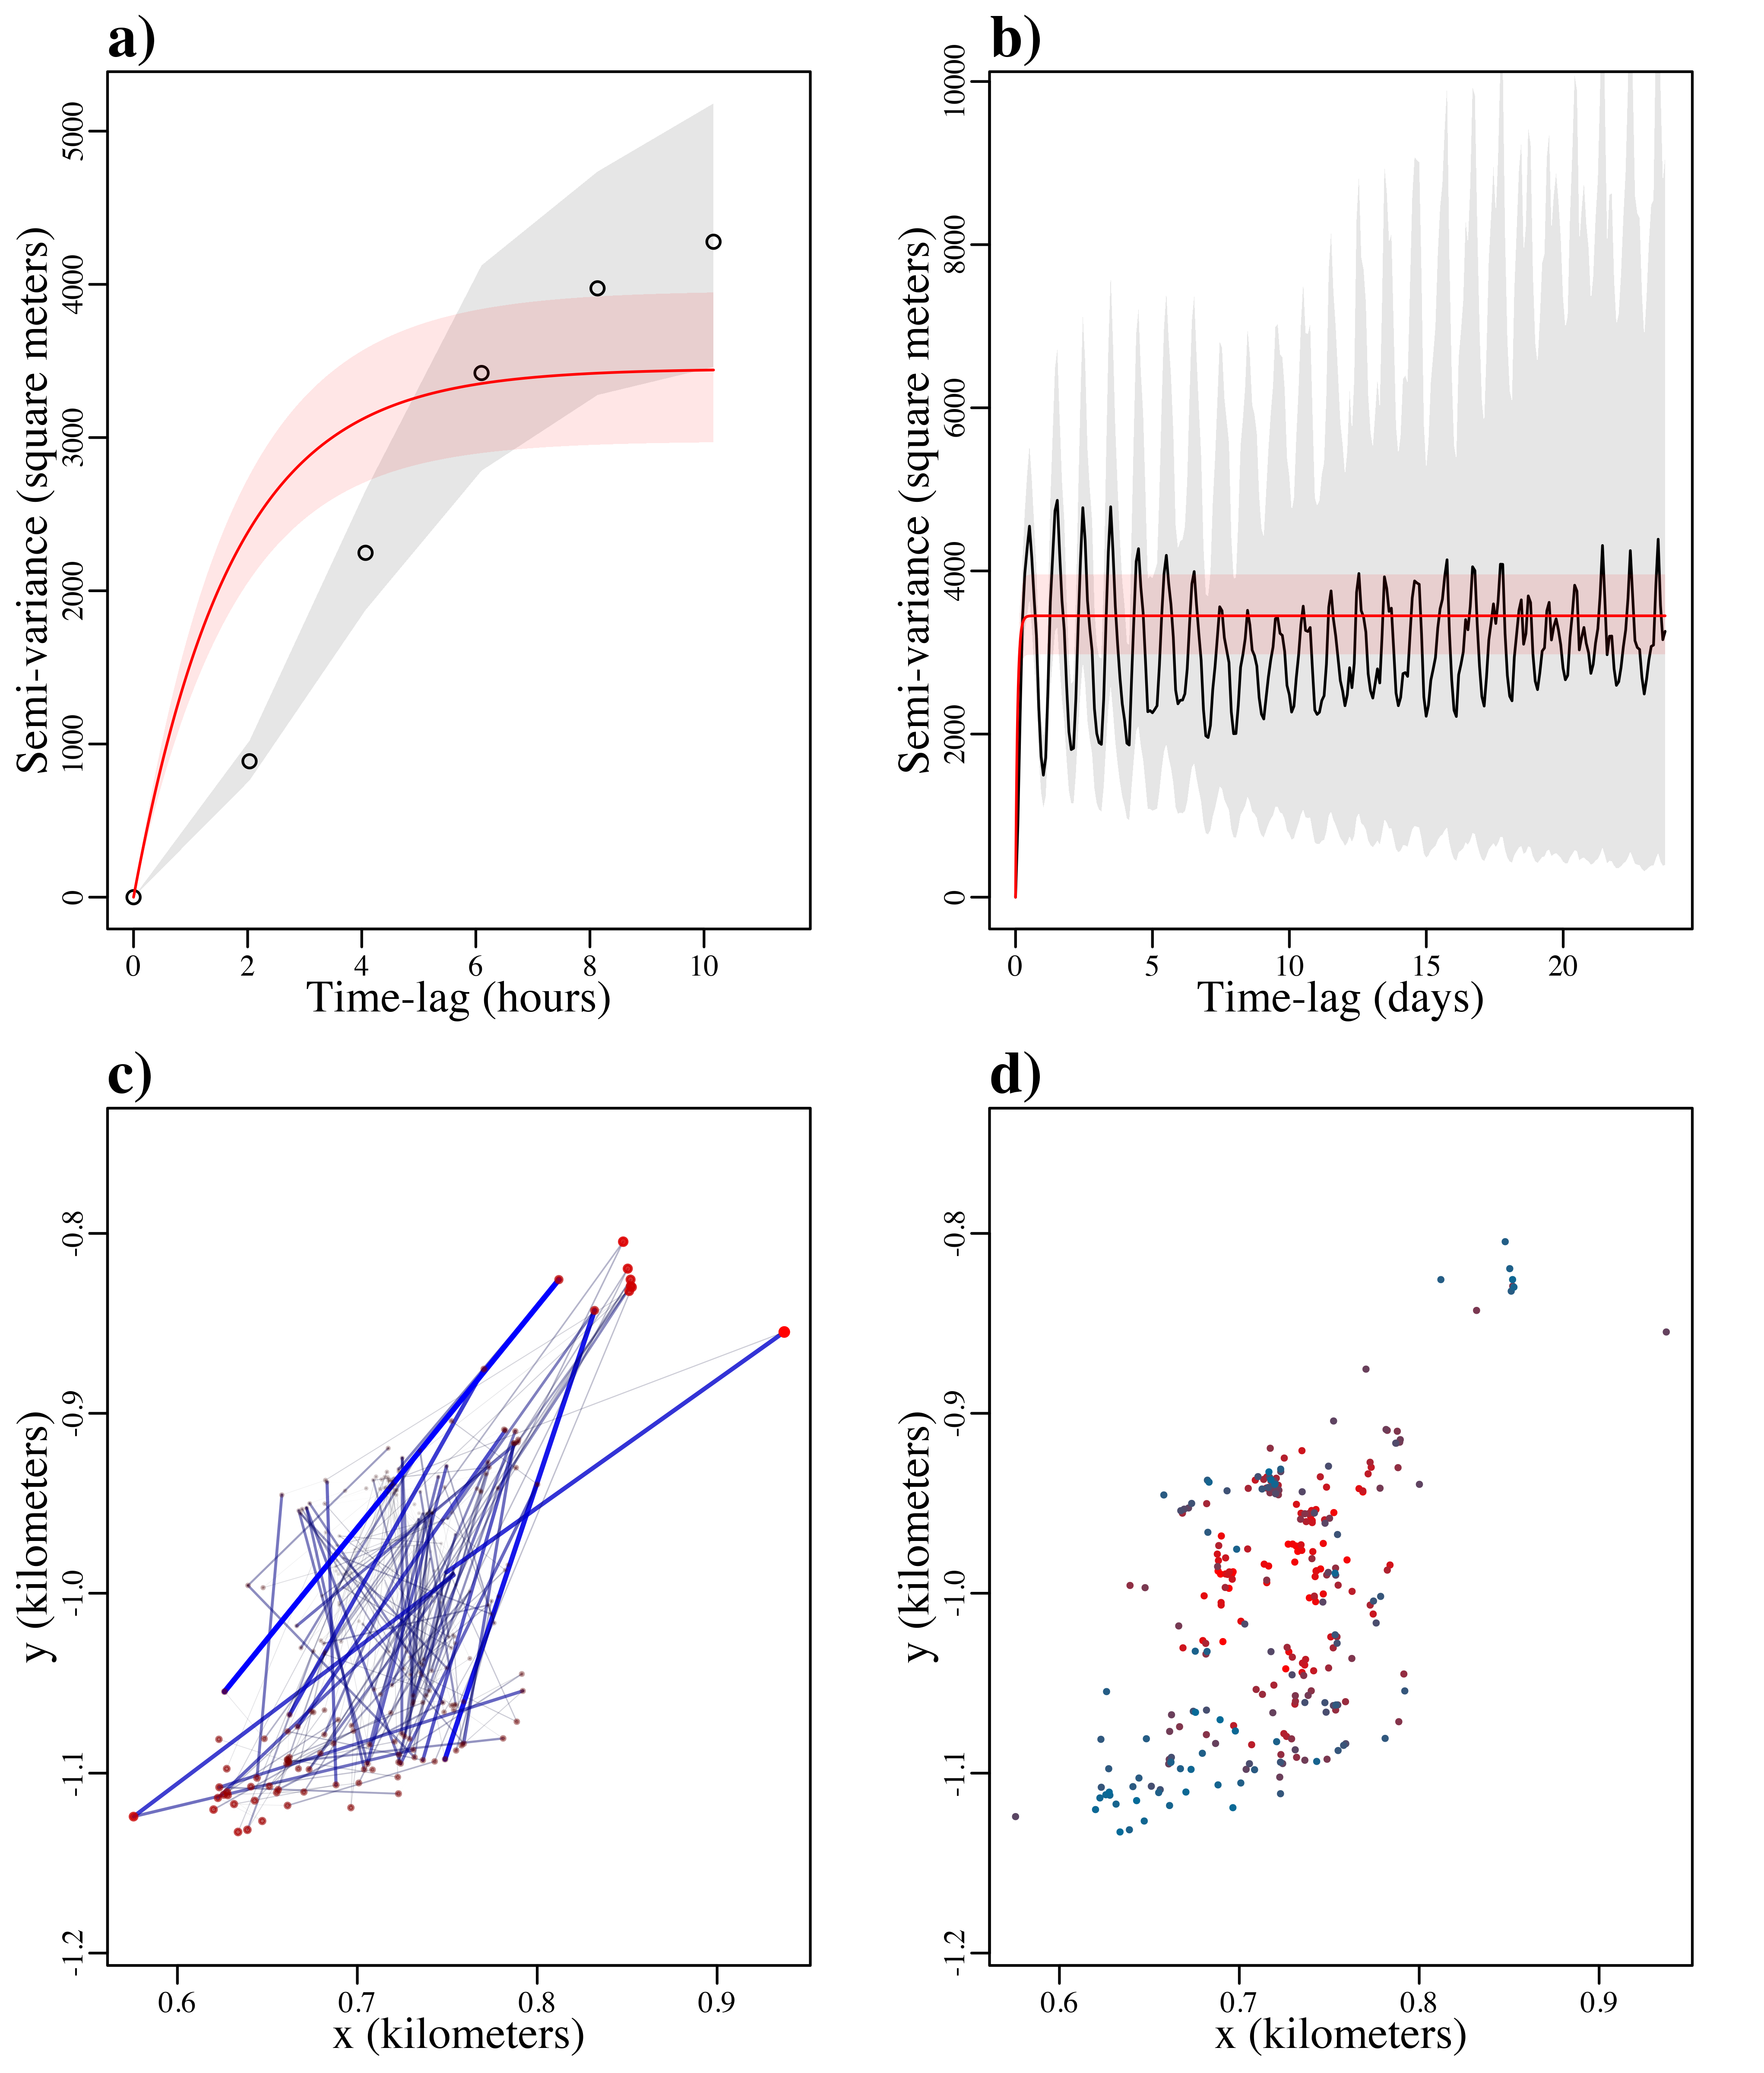 a)
Semi-variance (square meters)
5000
4000
3000
2000
1000
0
0 2 4 6 8 10
Time-lag (hours)
b)
Semi-variance (square meters)
10000
8000
6000
4000
2000
0
0 5 10 15 20
Time-lag (days)
c)
y (kilometers)
-0.8
-0.9
-1.0
-1.1
-1.2
0.6 0.7 0.8 0.9
x (kilometers)
d)
y (kilometers)
-0.8
-0.9
-1.0
-1.1
-1.2
0.6 0.7 0.8 0.9
x (kilometers)